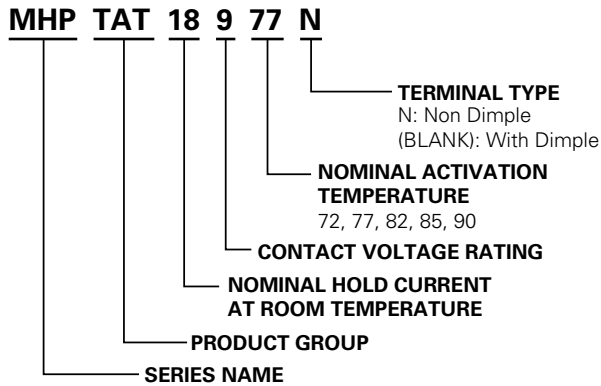 MHP TAT 18 9 77 N
TERMINAL TYPE
N: Non Dimple
(BLANK): With Dimple
NOMINAL ACTIVATION
TEMPERATURE
72, 77, 82, 85, 90
CONTACT VOLTAGE RATING
NOMINAL HOLD CURRENT
AT ROOM TEMPERATURE
PRODUCT GROUP
SERIES NAME